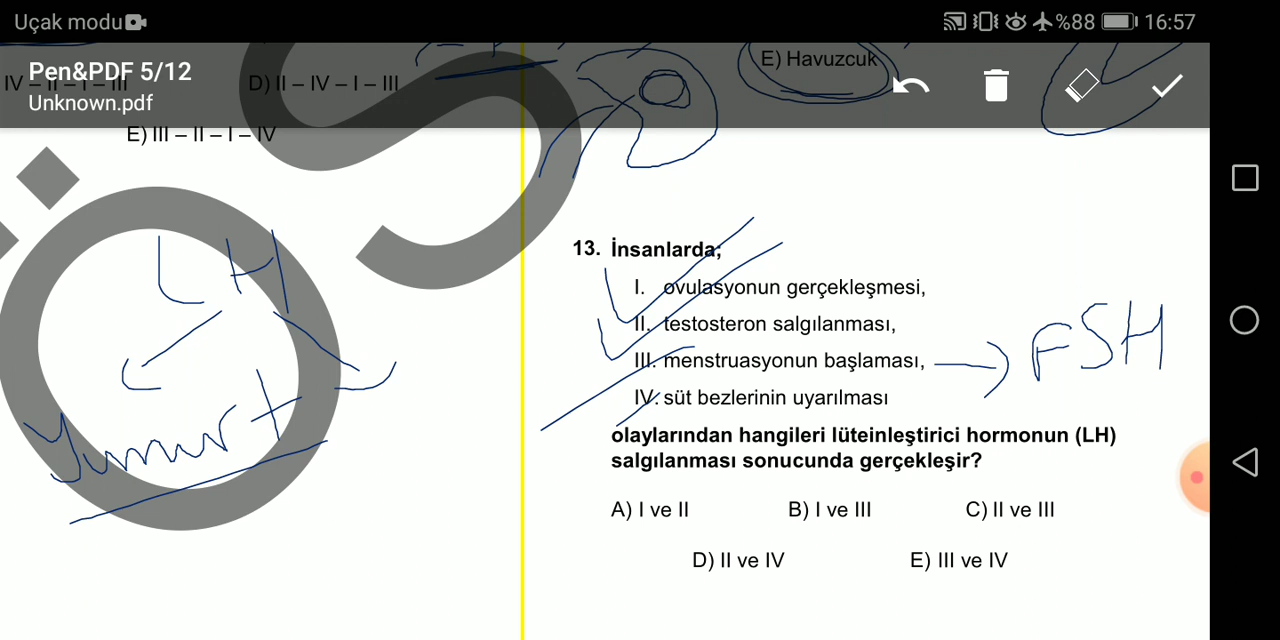 Uçak modu
%88 16:57
Pen&PDF 5/12
Unknown.pdf
IV – II – I – III
D) II – IV – I – III
E) III – II – I – IV
LH
Yumurt
E) Havuzcuk
13. İnsanlarda;
I. ovulasyonun gerçekleşmesi,
II. testosteron salgılanması,
III. menstruasyonun başlaması,
FSH
IV. süt bezlerinin uyarılması
olaylarından hangileri lüteinleştirici hormonun (LH)
salgılanması sonucunda gerçekleşir?
A) I ve II B) I ve III C) II ve III
D) II ve IV E) III ve IV